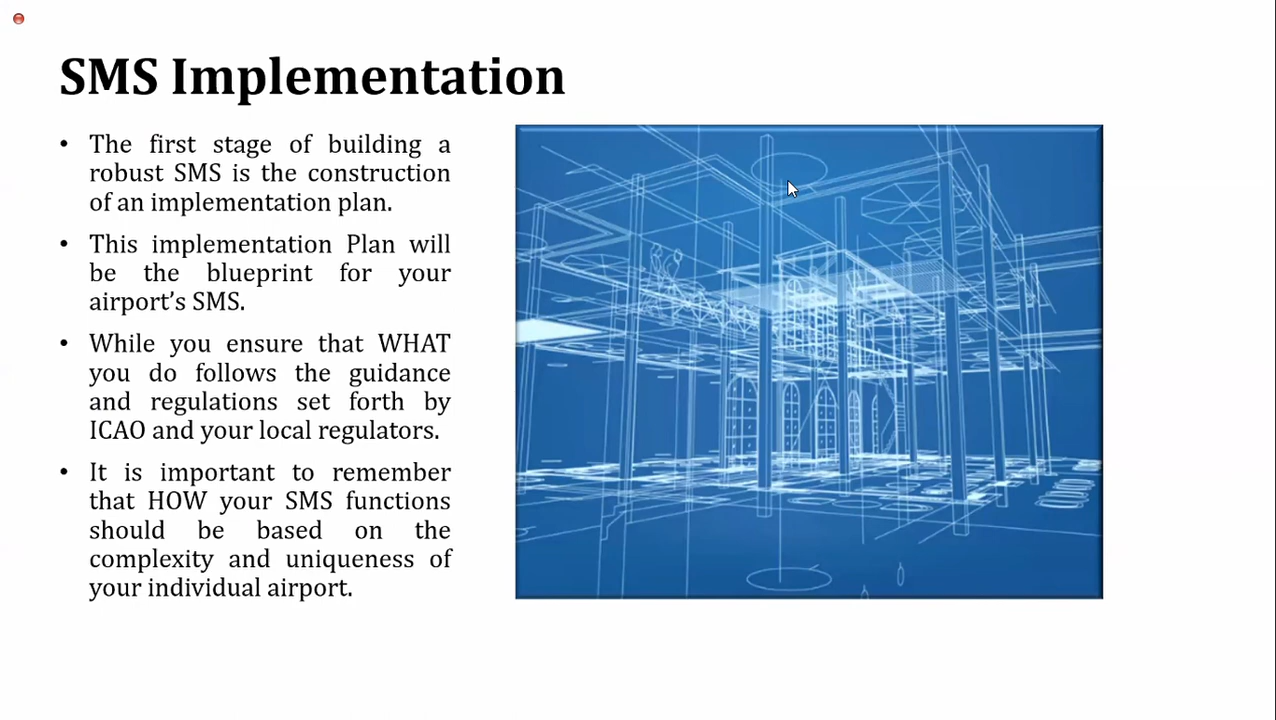 SMS Implementation
• The first stage of building a
robust SMS is the construction
of an implementation plan.
• This implementation Plan will
be the blueprint for your
airport’s SMS.
• While you ensure that WHAT
you do follows the guidance
and regulations set forth by
ICAO and your local regulators.
• It is important to remember
that HOW your SMS functions
should be based on the
complexity and uniqueness of
your individual airport.